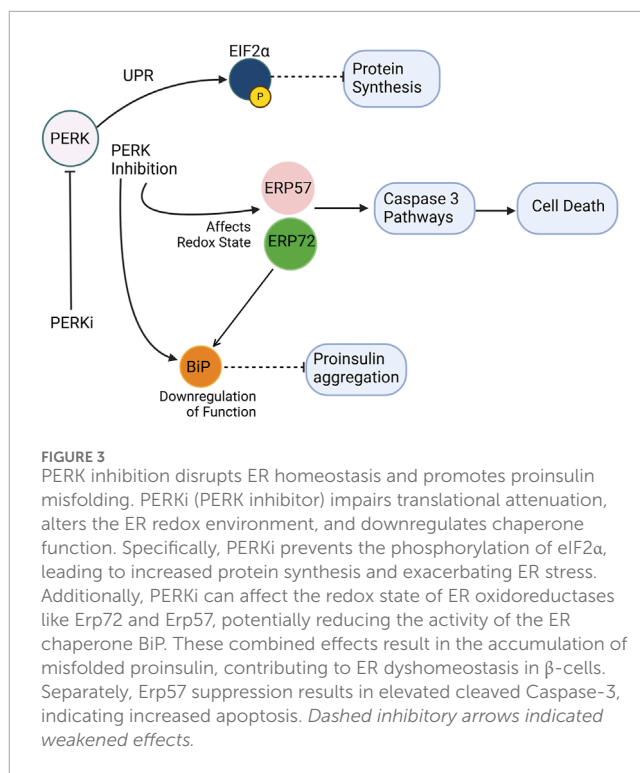 EIF2α
UPR
P
Protein
Synthesis
PERK
PERK
Inhibition
ERP57
Affects
Redox State
ERP72
Caspase 3
Pathways
Cell Death
PERKi
BiP
Proinsulin
aggregation
Downregulation
of Function
FIGURE 3
PERK inhibition disrupts ER homeostasis and promotes proinsulin
misfolding. PERKi (PERK inhibitor) impairs translational attenuation,
alters the ER redox environment, and downregulates chaperone
function. Specifically, PERKi prevents the phosphorylation of eIF2α,
leading to increased protein synthesis and exacerbating ER stress.
Additionally, PERKi can affect the redox state of ER oxidoreductases
like Erp72 and Erp57, potentially reducing the activity of the ER
chaperone BiP. These combined effects result in the accumulation of
misfolded proinsulin, contributing to ER dyshomeostasis in β-cells.
Separately, Erp57 suppression results in elevated cleaved Caspase-3,
indicating increased apoptosis. Dashed inhibitory arrows indicated
weakened effects.